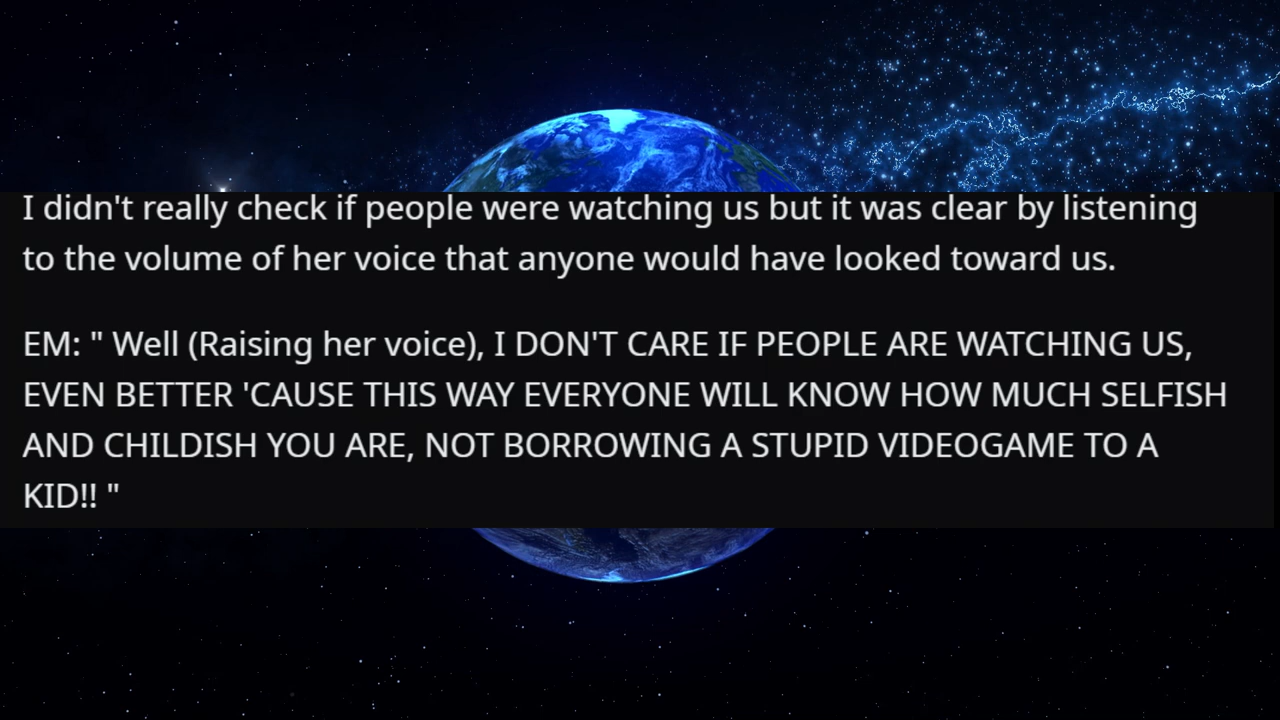 I didn't really check if people were watching us but it was clear by listening
to the volume of her voice that anyone would have looked toward us.
EM: " Well (Raising her voice), I DON'T CARE IF PEOPLE ARE WATCHING US,
EVEN BETTER 'CAUSE THIS WAY EVERYONE WILL KNOW HOW MUCH SELFISH
AND CHILDISH YOU ARE, NOT BORROWING A STUPID VIDEOGAME TO A
KID!! "